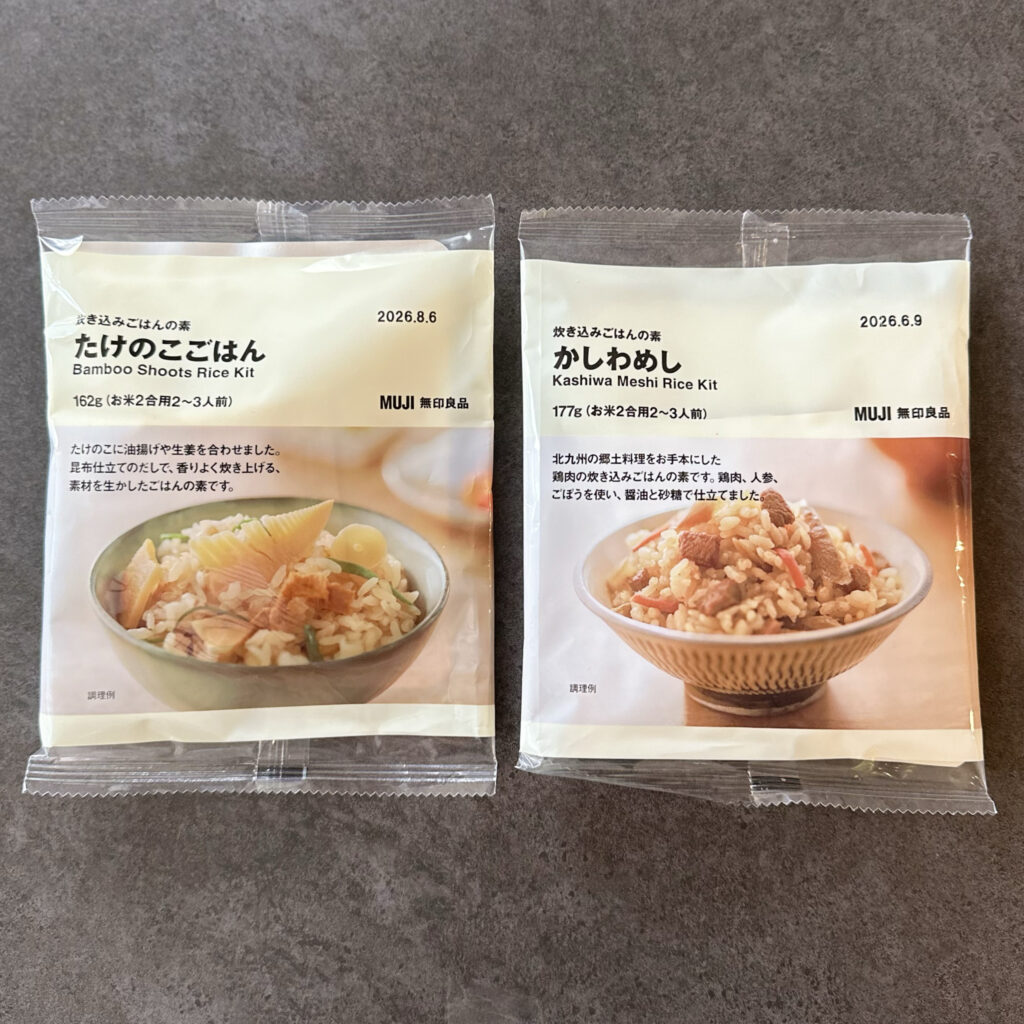 炊き込みごはんの素
2026.8.6
たけのこごはん
Bamboo Shoots Rice Kit
162g(お米2合用2〜3人前)
MUJI 無印良品
たけのこに油揚げや生姜を合わせました。
昆布仕立てのだしで、香りよく炊き上げる、
素材を生かしたごはんの素です。
調理例
炊き込みごはんの素
2026.6.9
かしわめし
Kashiwa Meshi Rice Kit
177g(お米2合用2〜3人前)
MUJI 無印良品
北九州の郷土料理をお手本にした
鶏肉の炊き込みごはんの素です。鶏肉、人参、
ごぼうを使い、醤油と砂糖で仕立てました。
調理例